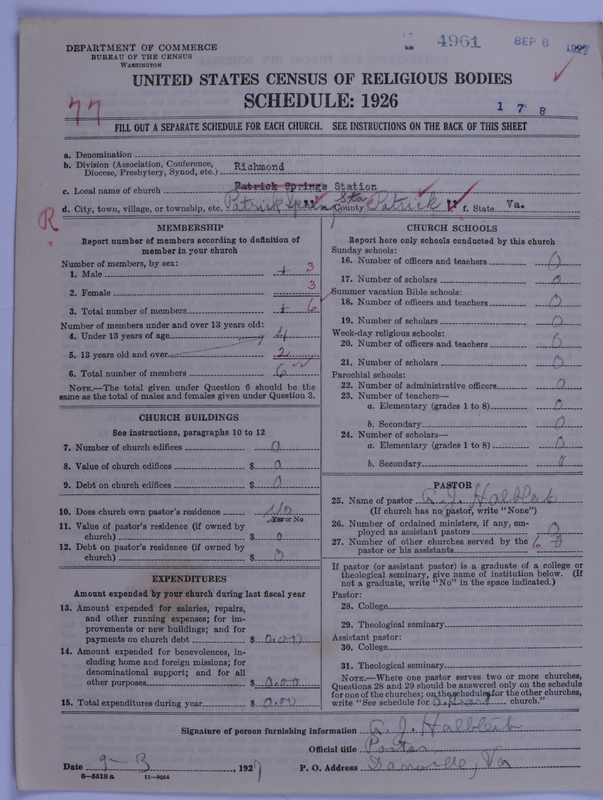 DEPARTMENT OF COMMERCE
BUREAU OF THE CENSUS
WASHINGTON
4961 SEP 6 1927
UNITED STATES CENSUS OF RELIGIOUS BODIES
SCHEDULE: 1926
77
1 7 8
FILL OUT A SEPARATE SCHEDULE FOR EACH CHURCH. SEE INSTRUCTIONS ON THE BACK OF THIS SHEET
a. Denomination
b. Division (Association, Conference, Diocese, Presbytery, Synod, etc.) Richmond
c. Local name of church Patrick Springs Station
d. City, town, village, or township, etc. Patrick Sta County Patrick f. State Va.
R
MEMBERSHIP
Report number of members according to definition of member in your church
Number of members, by sex:
1. Male 3
2. Female 3
3. Total number of members 6
Number of members under and over 13 years old:
4. Under 13 years of age 4
5. 13 years old and over 2
6. Total number of members 6
NOTE.—The total given under Question 6 should be the same as the total of males and females given under Question 3.
CHURCH BUILDINGS
See instructions, paragraphs 10 to 12
7. Number of church edifices 0
8. Value of church edifices $ 0
9. Debt on church edifices $ 0
10. Does church own pastor's residence No
Yes or No
11. Value of pastor's residence (if owned by church) $ 0
12. Debt on pastor's residence (if owned by church) $ 0
EXPENDITURES
Amount expended by your church during last fiscal year
13. Amount expended for salaries, repairs, and other running expenses; for improvements or new buildings; and for payments on church debt $ 0.00
14. Amount expended for benevolences, including home and foreign missions; for denominational support; and for all other purposes $ 0.00
15. Total expenditures during year $ 0.00
CHURCH SCHOOLS
Report here only schools conducted by this church
Sunday schools:
16. Number of officers and teachers 0
17. Number of scholars 0
Summer vacation Bible schools:
18. Number of officers and teachers 0
19. Number of scholars 0
Week-day religious schools:
20. Number of officers and teachers 0
21. Number of scholars 0
Parochial schools:
22. Number of administrative officers 0
23. Number of teachers—
a. Elementary (grades 1 to 8) 0
b. Secondary 0
24. Number of scholars—
a. Elementary (grades 1 to 8) 0
b. Secondary 0
PASTOR
25. Name of pastor
(If church has no pastor, write "None")
26. Number of ordained ministers, if any, employed as assistant pastors 0
27. Number of other churches served by the pastor or his assistants 6
If pastor (or assistant pastor) is a graduate of a college or theological seminary, give name of institution below. (If not a graduate, write "No" in the space indicated.)
Pastor:
28. College
29. Theological seminary
Assistant pastor:
30. College
31. Theological seminary
NOTE.—Where one pastor serves two or more churches, Questions 28 and 29 should be answered only on the schedule for one of the churches; on the schedules for the other churches, write "See schedule for church."
Signature of person furnishing information
Official title Pastor
Date 9-3, 1927 P. O. Address Danville, Va
6—5518 a 11—9054